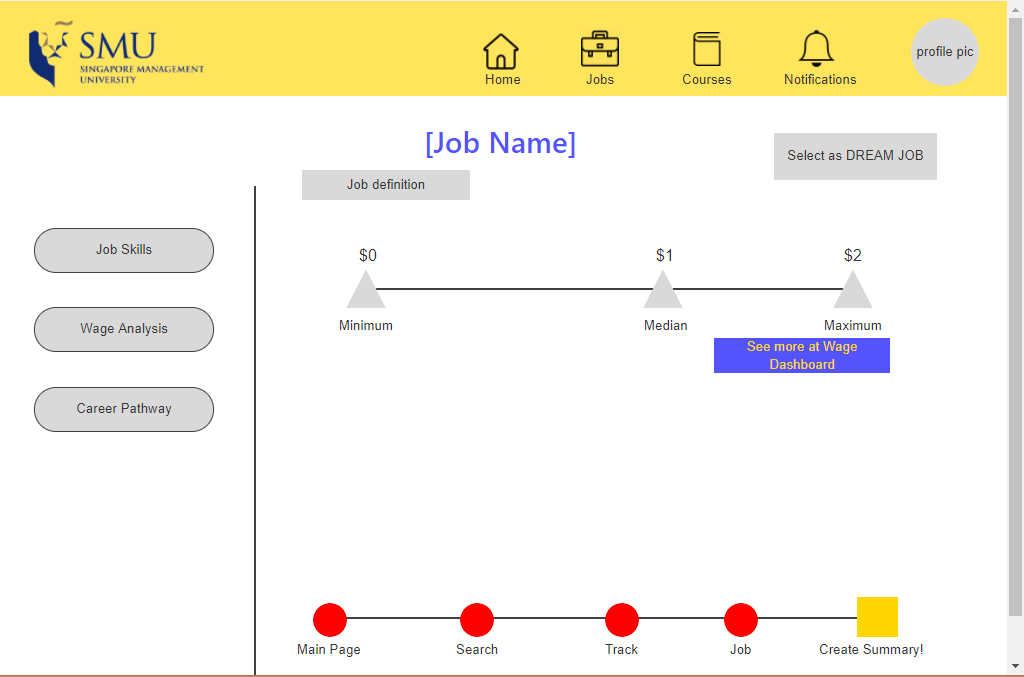 SMU
SINGAPORE MANAGEMENT
UNIVERSITY
Home
Jobs
Courses
Notifications
profile pic
[Job Name]
Select as DREAM JOB
Job definition
Job Skills
Wage Analysis
Career Pathway
$0
$1
$2
Minimum
Median
Maximum
See more at Wage
Dashboard
Main Page
Search
Track
Job
Create Summary!